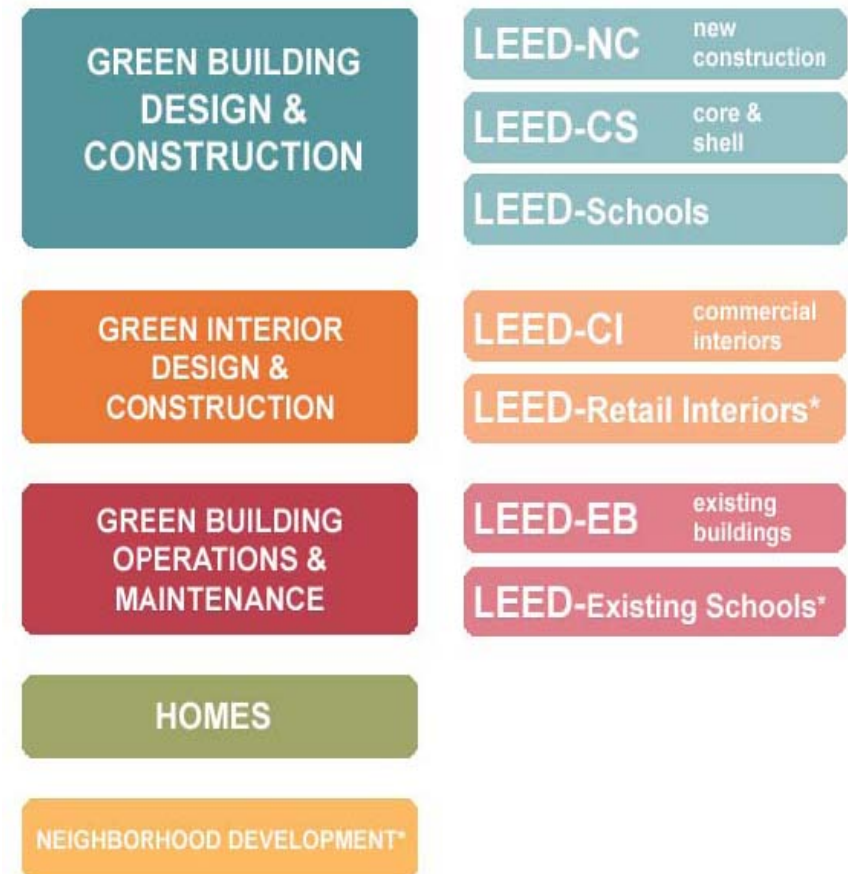 GREEN BUILDING
DESIGN &
CONSTRUCTION
LEED-NC new
construction
LEED-CS core &
shell
LEED-Schools
GREEN INTERIOR
DESIGN &
CONSTRUCTION
LEED-CI commercial
interiors
LEED-Retail Interiors*
GREEN BUILDING
OPERATIONS &
MAINTENANCE
LEED-EB existing
buildings
LEED-Existing Schools*
HOMES
NEIGHBORHOOD DEVELOPMENT*